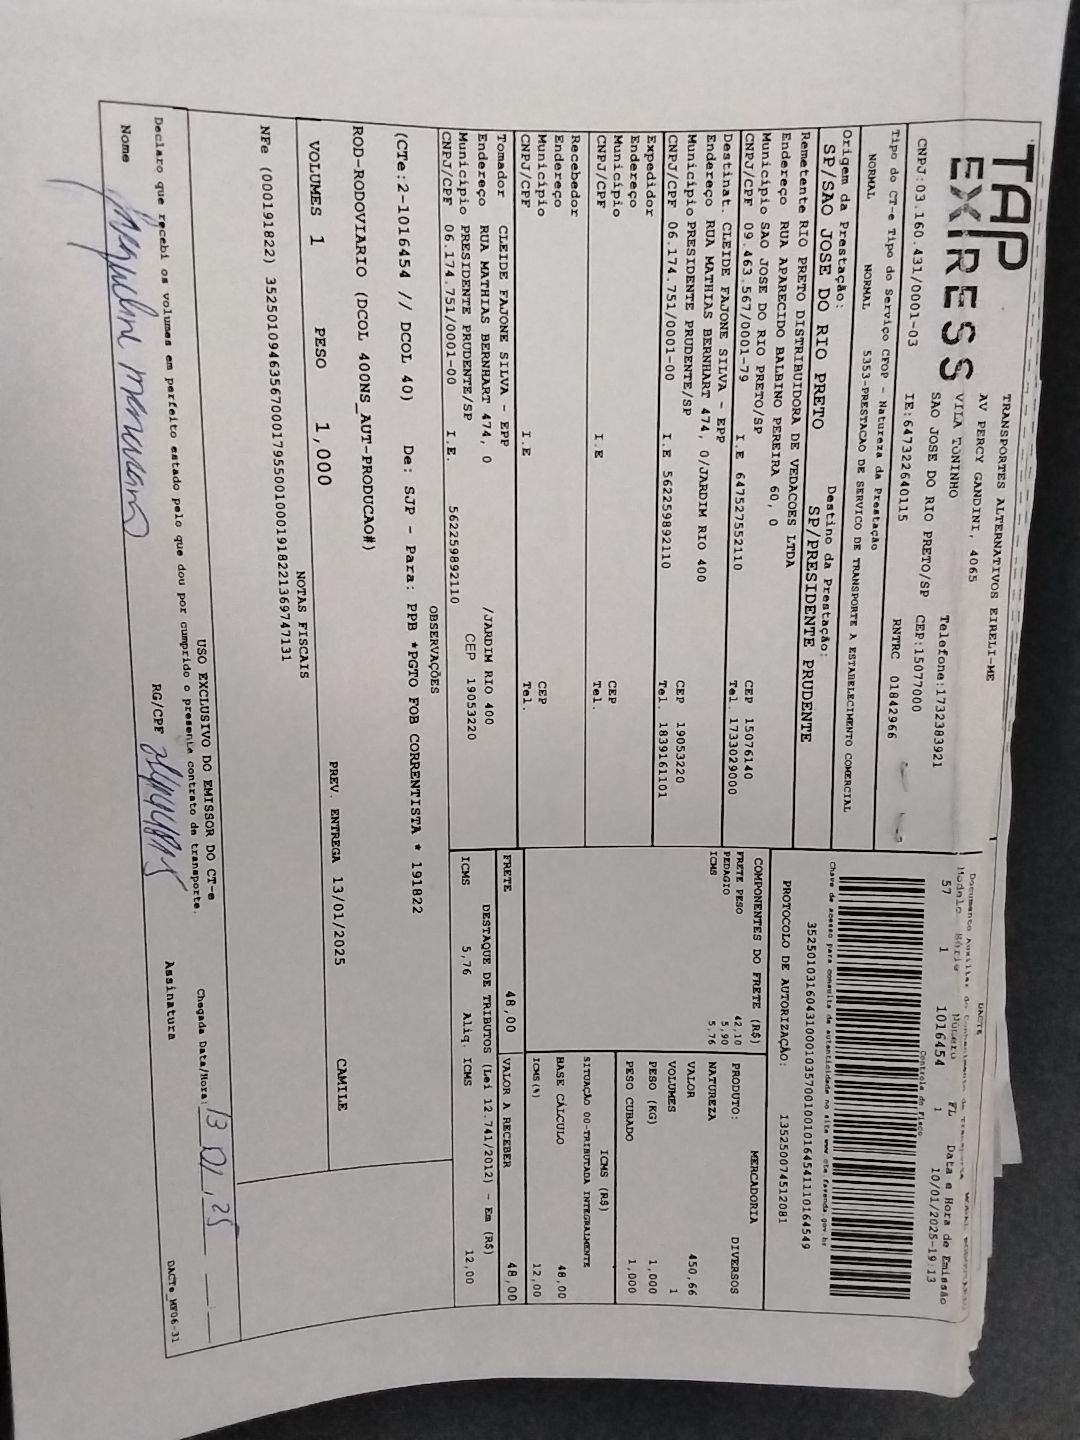 TAP
EXPRESS
TRANSPORTES ALTERNATIVOS EIRELI-ME
AV PERCY GANDINI, 4065
VILA TONINHO
SAO JOSE DO RIO PRETO/SP CEP:15077000
Telefone:1732383921
CNPJ:03.160.431/0001-03 IE:647322640115 RNTRC 01842966
Tipo do CT-e Tipo do Serviço CFOP - Natureza da Prestação
NORMAL NORMAL 5353-PRESTACAO DE SERVICO DE TRANSPORTE A ESTABELECIMENTO COMERCIAL
Origem da Prestação: Destino da Prestação:
SP/SAO JOSE DO RIO PRETO SP/PRESIDENTE PRUDENTE
Remetente RIO PRETO DISTRIBUIDORA DE VEDACOES LTDA
Endereço RUA APARECIDO BALBINO PEREIRA 60, 0
Município SAO JOSE DO RIO PRETO/SP CEP 15076140
CNPJ/CPF 09.463.567/0001-79 I.E 647527552110 Tel. 1733029000
Destinat. CLEIDE FAJONE SILVA - EPP
Endereço RUA MATHIAS BERNHART 474, 0/JARDIM RIO 400
Município PRESIDENTE PRUDENTE/SP CEP 19053220
CNPJ/CPF 06.174.751/0001-00 I.E 562259892110 Tel. 1839161101
Expedidor
Endereço
Município CEP
CNPJ/CPF I.E Tel.
Recebedor
Endereço
Município CEP
CNPJ/CPF I.E Tel.
Tomador CLEIDE FAJONE SILVA - EPP
Endereço RUA MATHIAS BERNHART 474, 0 /JARDIM RIO 400
Município PRESIDENTE PRUDENTE/SP CEP 19053220
CNPJ/CPF 06.174.751/0001-00 I.E. 562259892110
DACTE
Documento Auxiliar do Conhecimento de Transporte
Modelo Série Número FL Data e Hora de Emissão
57 1 1016454 1 10/01/2025-19:13
Controle do Fisco
Chave de acesso para consulta de autenticidade no site www.cte.fazenda.gov.br
35250103160431000103570010010164541110164549
PROTOCOLO DE AUTORIZAÇÃO: 135250074512081
COMPONENTES DO FRETE (R$)
FRETE PESO 42,10
PEDAGIO 5,90
ICMS 5,76
MERCADORIA
PRODUTO: DIVERSOS
NATUREZA
VALOR 450,66
VOLUMES 1
PESO (KG) 1,000
PESO CUBADO 1,000
ICMS (R$)
SITUAÇÃO 00-TRIBUTADA INTEGRALMENTE
BASE CÁLCULO 48,00
ICMS(%) 12,00
FRETE 48,00 VALOR A RECEBER 48,00
DESTAQUE DE TRIBUTOS (Lei 12.741/2012) - Em (R$)
ICMS 5,76 Aliq. ICMS 12,00
OBSERVAÇÕES
(CTe:2-1016454 // DCOL 40) De: SJP - Para: PPB *PGTO FOB CORRENTISTA * 191822
ROD-RODOVIARIO (DCOL 400NS_AUT-PRODUCAO#)
VOLUMES 1 PESO 1,000 PREV. ENTREGA 13/01/2025 CAMILE
NOTAS FISCAIS
NFe (000191822) 35250109463567000179550010001918221369747131
USO EXCLUSIVO DO EMISSOR DO CT-e
Declaro que recebi os volumes em perfeito estado pelo que dou por cumprido o presente contrato de transporte.
Chegada Data/Hora: 13 01, 25
Nome RG/CPF Assinatura
DACTe_MV06-31